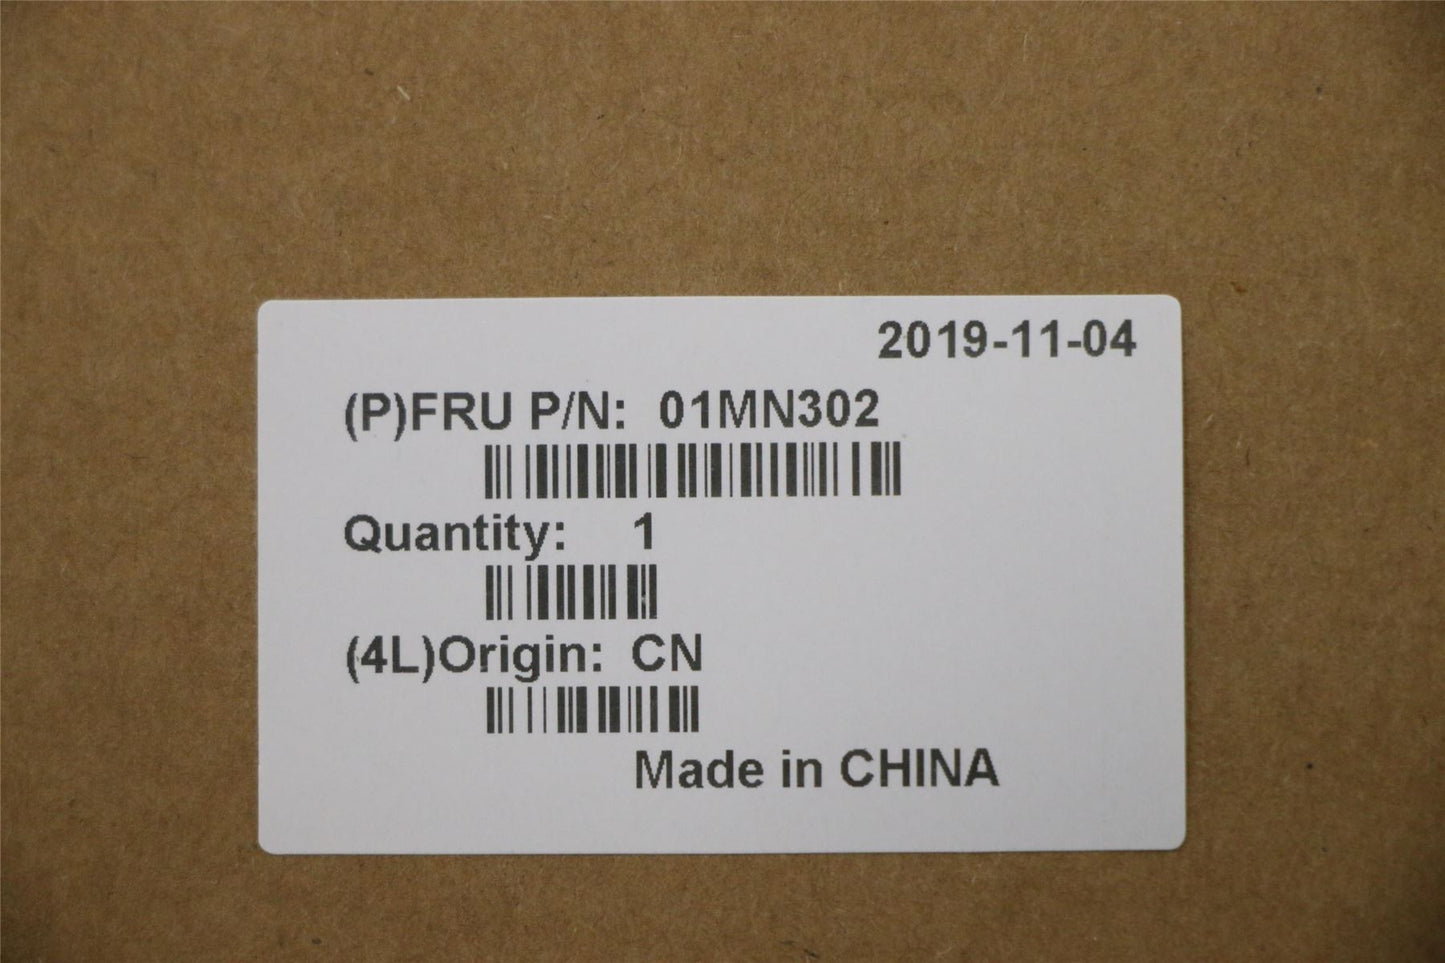 2019-11-04
(P)FRU P/N: 01MN302
Quantity: 1
(4L)Origin: CN
Made in CHINA